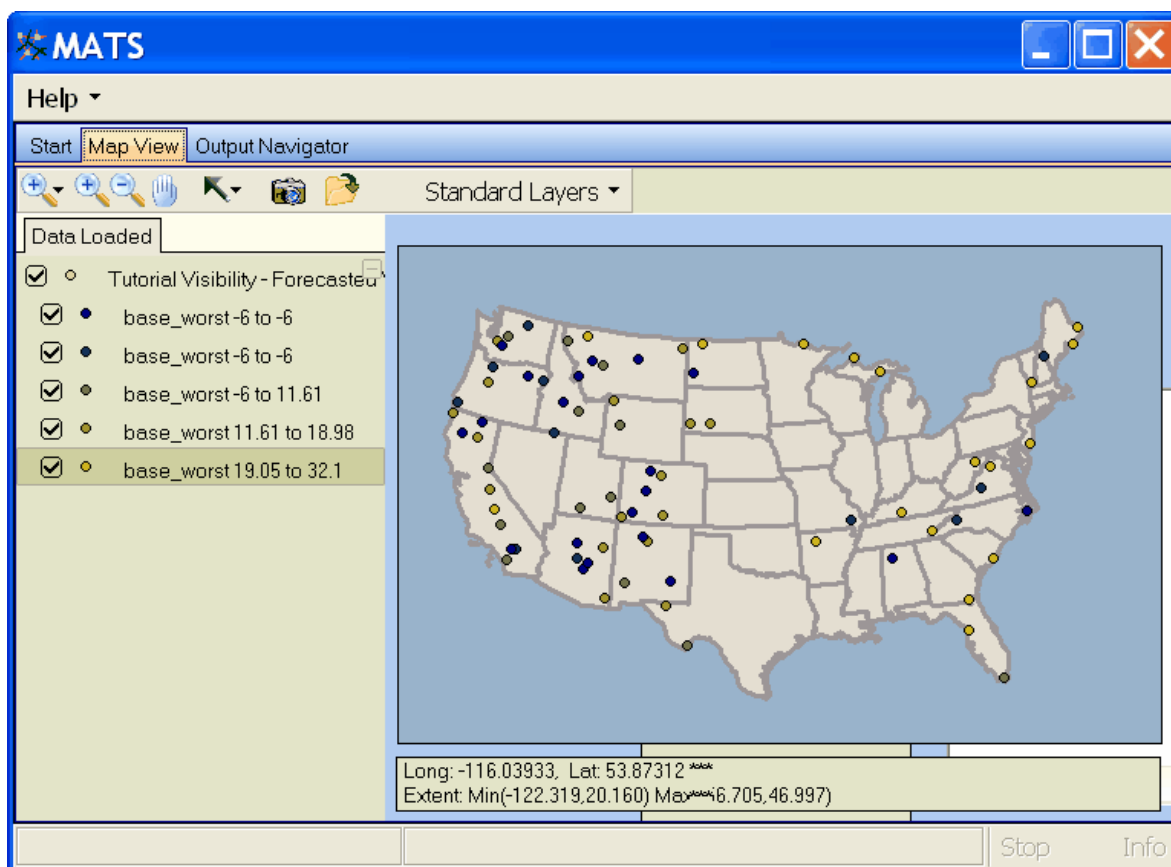 MATS
Help
Start Map View Output Navigator
Standard Layers
Data Loaded
Tutorial Visibility - Forecasted
base_worst -6 to -6
base_worst -6 to -6
base_worst -6 to 11.61
base_worst 11.61 to 18.98
base_worst 19.05 to 32.1
Long: -116.03933, Lat: 53.87312 ****
Extent: Min(-122.319,20.160) 6.705,46.997)
Stop Info